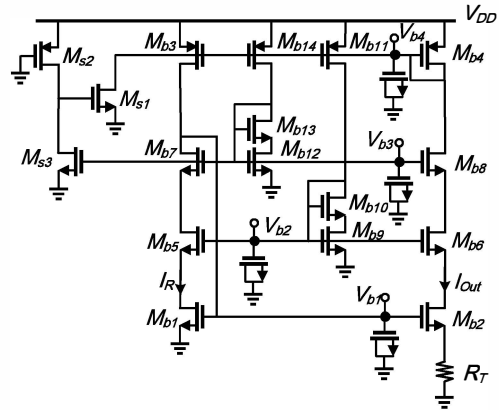 V_DD
M_s2
M_b3
M_b14
M_b11
V_b4
M_b4
M_s1
M_b13
M_s3
M_b7
M_b12
V_b3
M_b8
M_b10
M_b5
V_b2
M_b9
M_b6
I_R
I_Out
M_b1
V_b1
M_b2
R_T